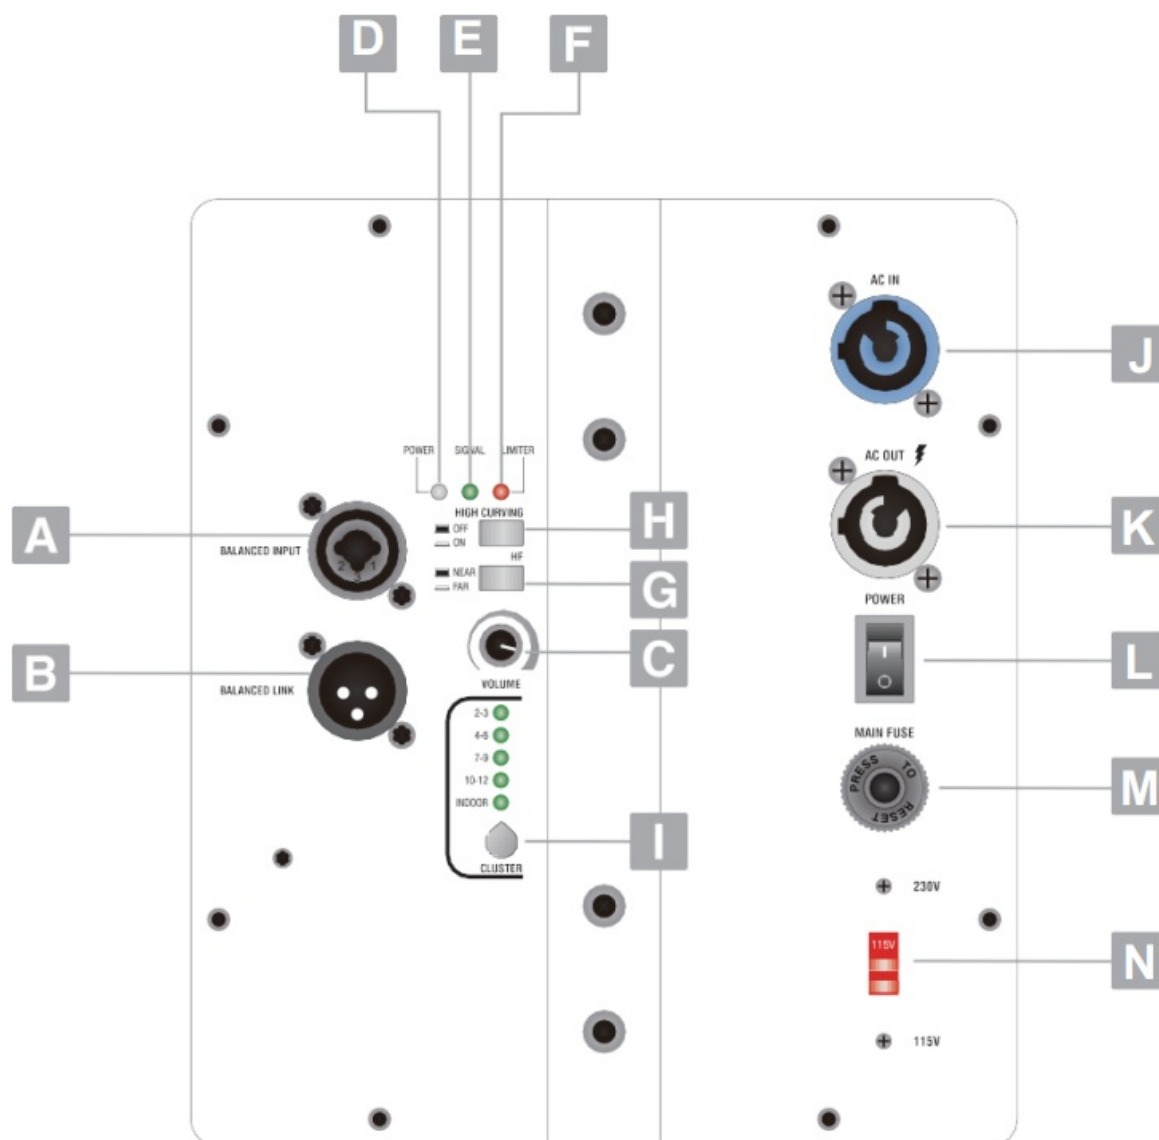 D E F
AC IN
J
POWER SIGNAL LIMITER
AC OUT
HIGH CURVING
OFF
ON
H
A
BALANCED INPUT
2 1
3
K
HF
NEAR
FAR
G
POWER
C
L
B
BALANCED LINK
VOLUME
2-3
4-6
7-9
10-12
INDOOR
I
CLUSTER
MAIN FUSE
PRESS TO RESET
M
230V
115V
N
115V